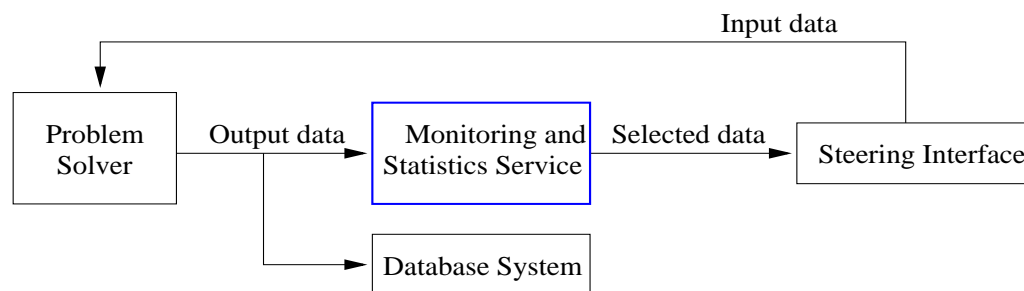 Input data
Problem
Solver
Output data
Monitoring and
Statistics Service
Selected data
Steering Interface
Database System